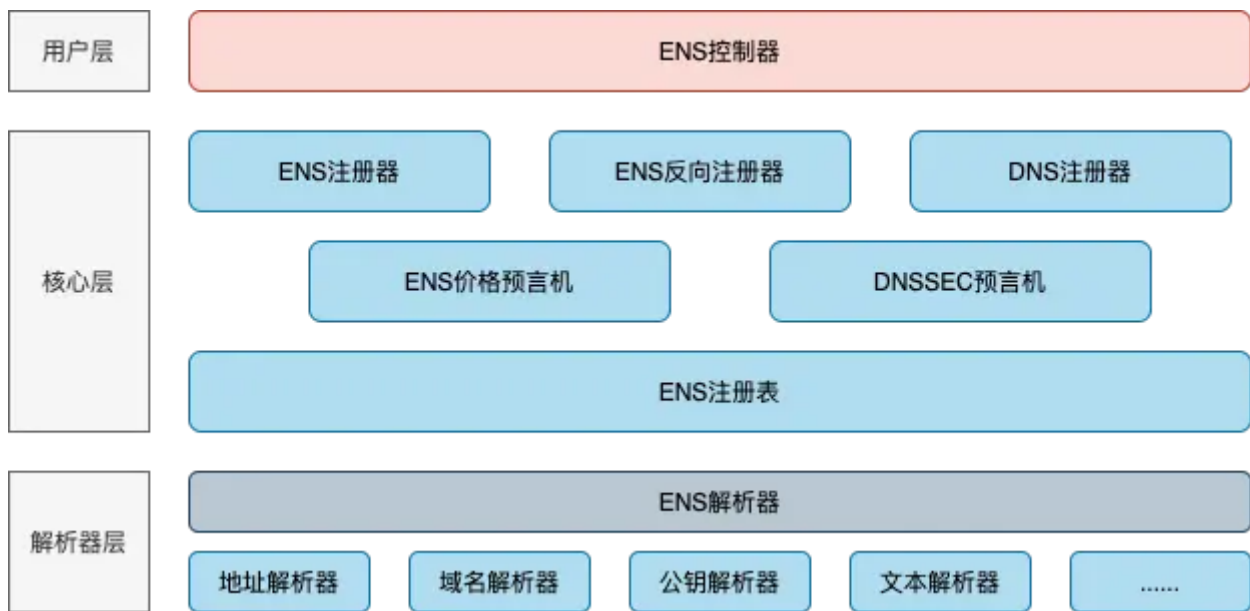 用户层
ENS控制器
核心层
ENS注册器
ENS反向注册器
DNS注册器
ENS价格预言机
DNSSEC预言机
ENS注册表
解析器层
ENS解析器
地址解析器
域名解析器
公钥解析器
文本解析器
......